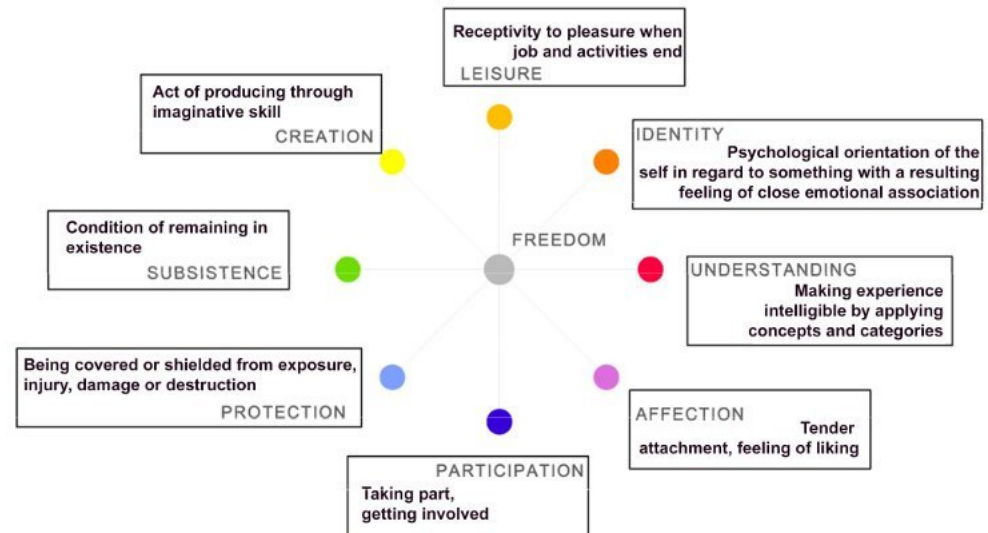 Receptivity to pleasure when
job and activities end
LEISURE
Act of producing through
imaginative skill
CREATION
IDENTITY
Psychological orientation of the
self in regard to something with a resulting
feeling of close emotional association
Condition of remaining in
existence
SUBSISTENCE
FREEDOM
UNDERSTANDING
Making experience
intelligible by applying
concepts and categories
Being covered or shielded from exposure,
injury, damage or destruction
PROTECTION
AFFECTION
Tender
attachment, feeling of liking
PARTICIPATION
Taking part,
getting involved